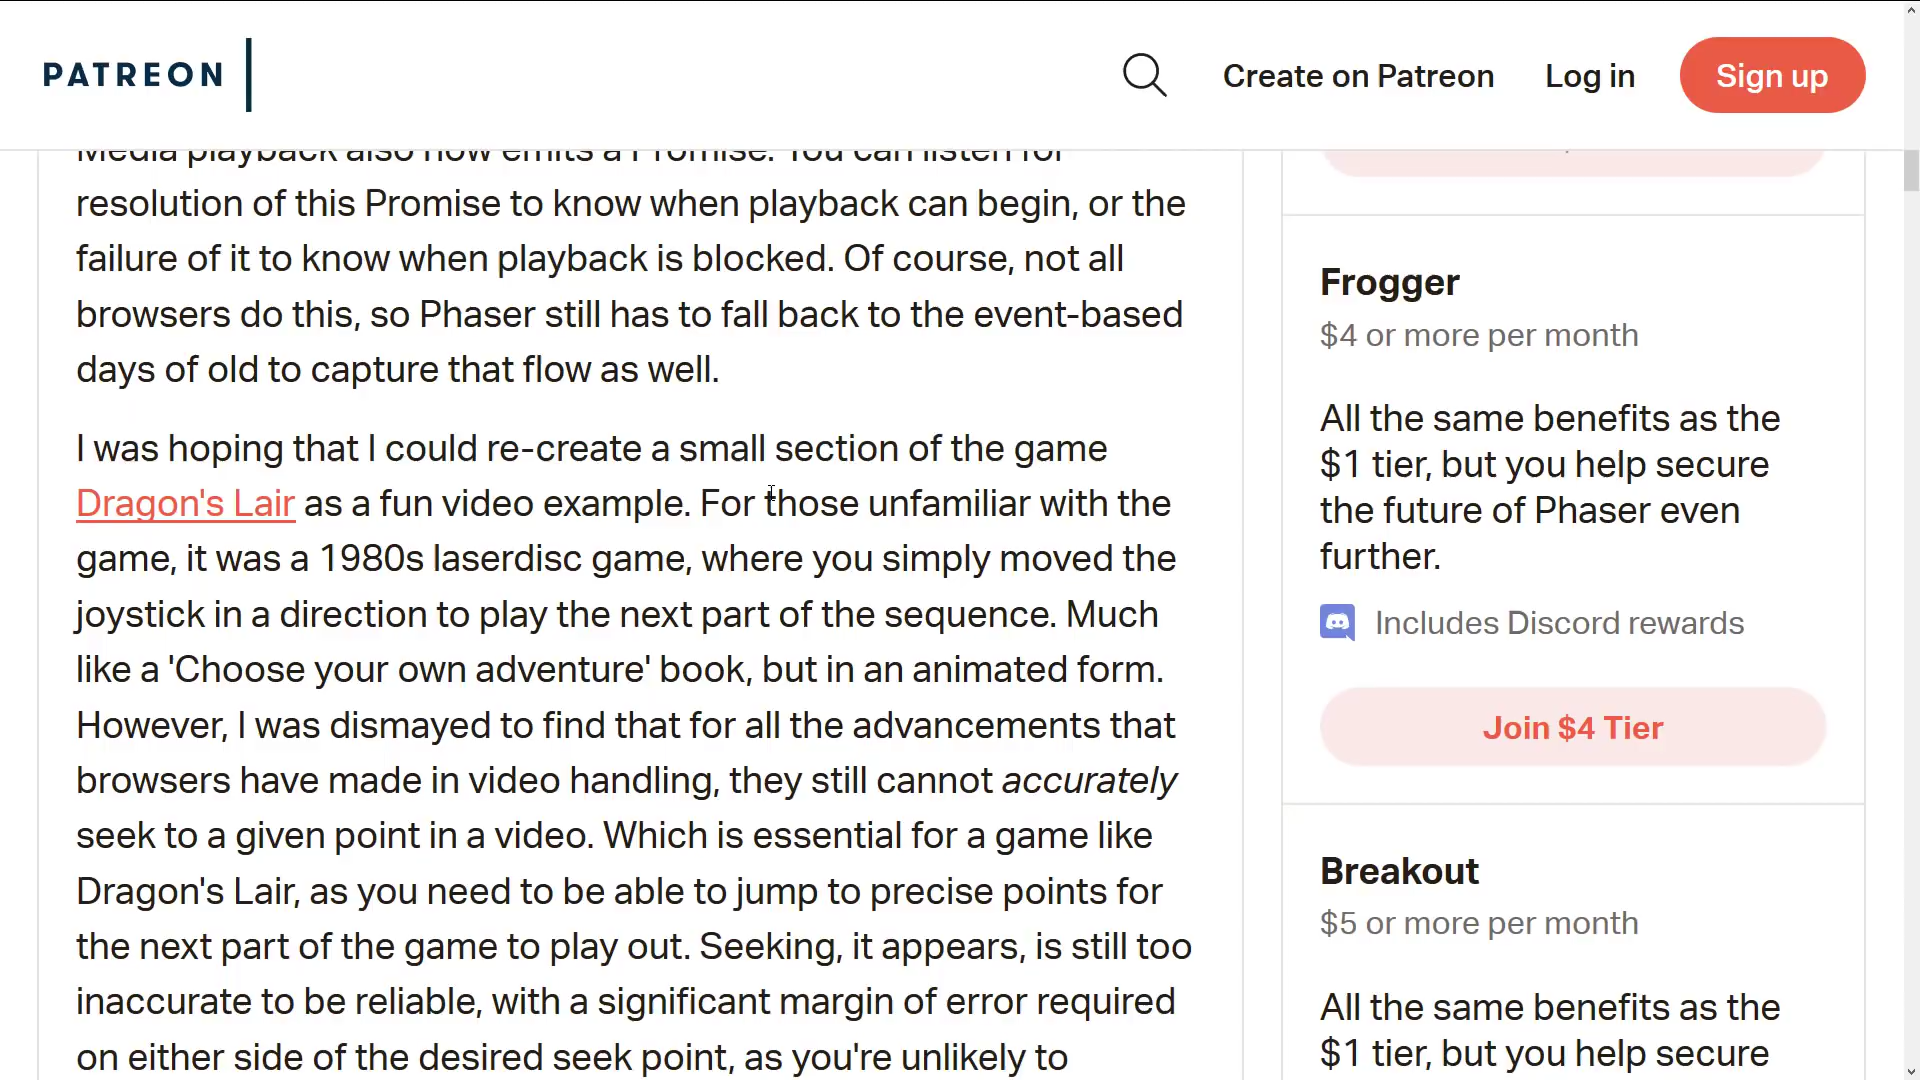 PATREON
Create on Patreon
Log in
Sign up
Media playback also now emits a Promise. You can listen for
resolution of this Promise to know when playback can begin, or the
failure of it to know when playback is blocked. Of course, not all
browsers do this, so Phaser still has to fall back to the event-based
days of old to capture that flow as well.
I was hoping that I could re-create a small section of the game
Dragon's Lair as a fun video example. For those unfamiliar with the
game, it was a 1980s laserdisc game, where you simply moved the
joystick in a direction to play the next part of the sequence. Much
like a 'Choose your own adventure' book, but in an animated form.
However, I was dismayed to find that for all the advancements that
browsers have made in video handling, they still cannot accurately
seek to a given point in a video. Which is essential for a game like
Dragon's Lair, as you need to be able to jump to precise points for
the next part of the game to play out. Seeking, it appears, is still too
inaccurate to be reliable, with a significant margin of error required
on either side of the desired seek point, as you're unlikely to
Frogger
$4 or more per month
All the same benefits as the
$1 tier, but you help secure
the future of Phaser even
further.
Includes Discord rewards
Join $4 Tier
Breakout
$5 or more per month
All the same benefits as the
$1 tier, but you help secure